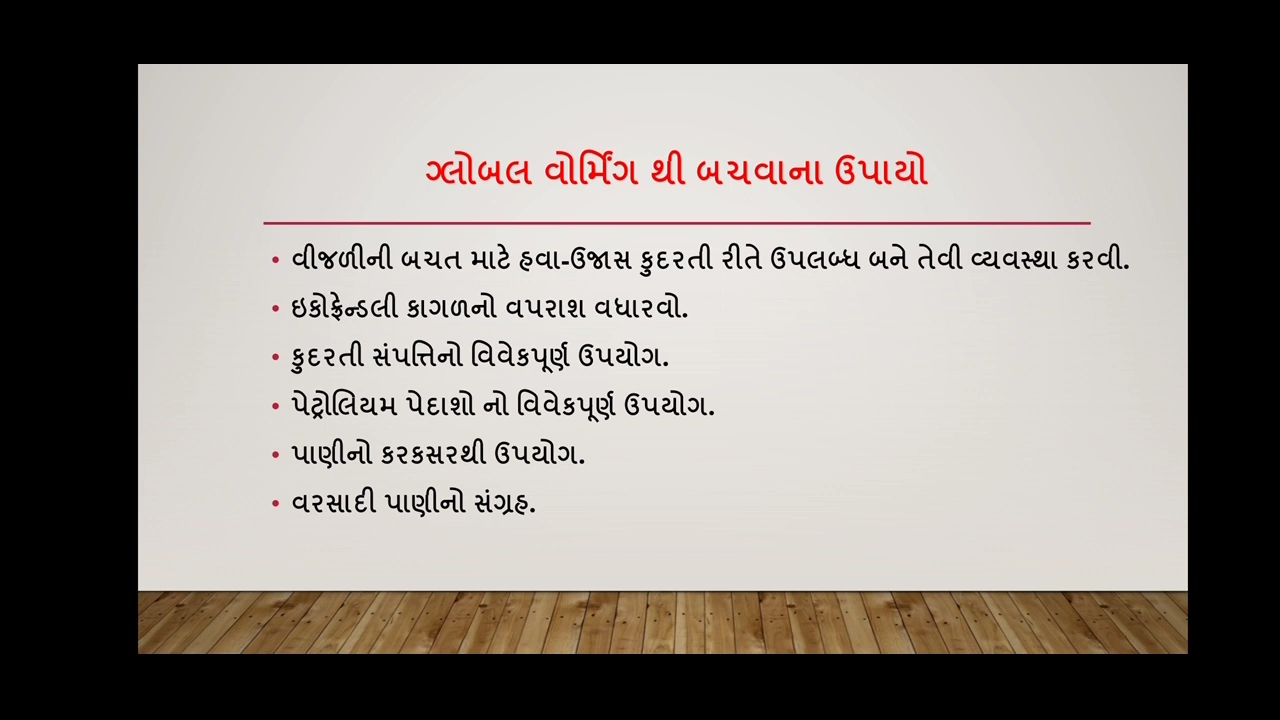 ગ્લોબલ વોર્મિંગ થી બચવાના ઉપાયો
• વીજળીની બચત માટે હવા-ઉજાસ કુદરતી રીતે ઉપલબ્ધ બને તેવી વ્યવસ્થા કરવી.
• ઇકોફ્રેન્ડલી કાગળનો વપરાશ વધારવો.
• કુદરતી સંપત્તિનો વિવેકપૂર્ણ ઉપયોગ.
• પેટ્રોલિયમ પેદાશો નો વિવેકપૂર્ણ ઉપયોગ.
• પાણીનો કરકસરથી ઉપયોગ.
• વરસાદી પાણીનો સંગ્રહ.